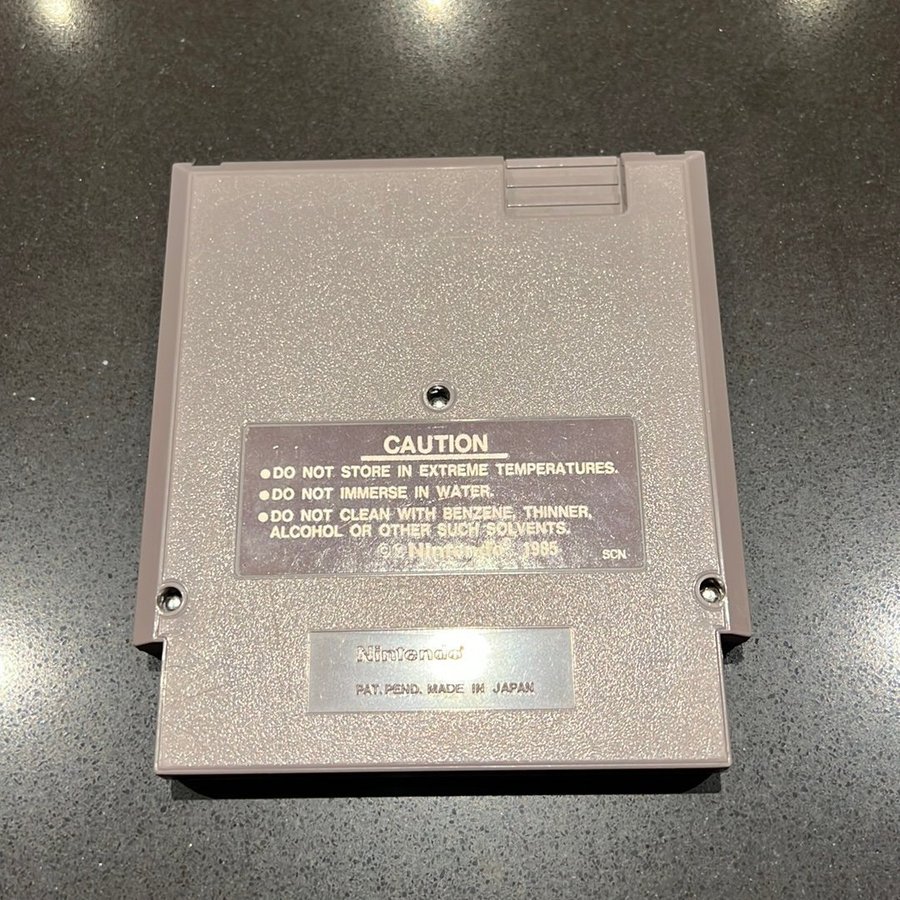 CAUTION
●DO NOT STORE IN EXTREME TEMPERATURES.
●DO NOT IMMERSE IN WATER.
●DO NOT CLEAN WITH BENZENE, THINNER,
ALCOHOL OR OTHER SUCH SOLVENTS.
© Nintendo® 1985 SCN
Nintendo®
PAT. PEND. MADE IN JAPAN